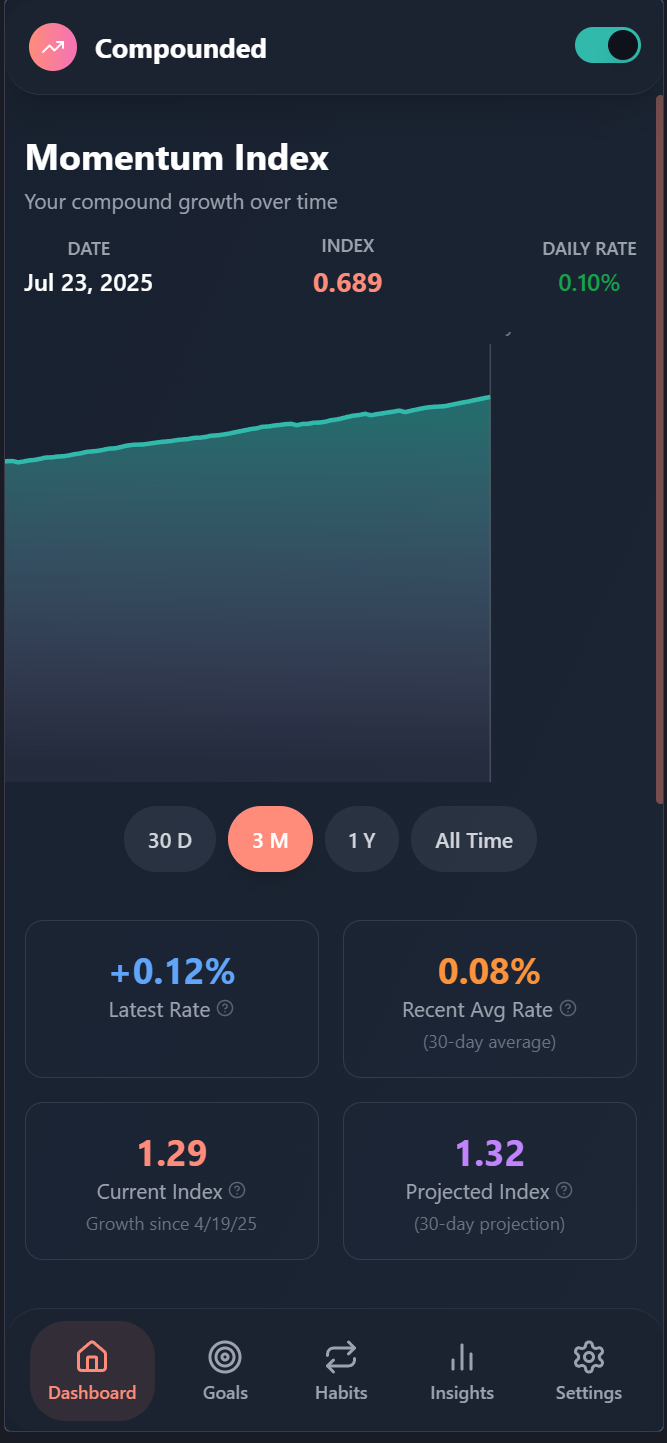 Compounded
Momentum Index
Your compound growth over time
DATE INDEX DAILY RATE
Jul 23, 2025 0.689 0.10%
30 D 3 M 1 Y All Time
+0.12% 0.08%
Latest Rate Recent Avg Rate
(30-day average)
1.29 1.32
Current Index Projected Index
Growth since 4/19/25 (30-day projection)
Dashboard Goals Habits Insights Settings